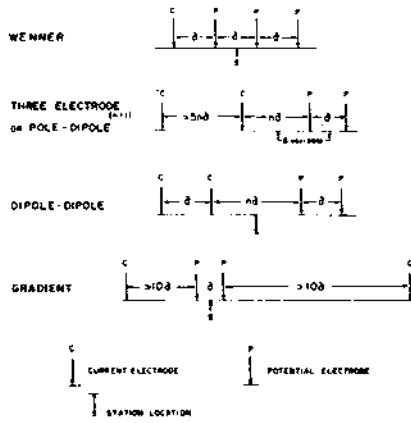 C P P P
WENNER a a a
S
C C P P
THREE ELECTRODE >5na na a
OR POLE-DIPOLE
C C P P
DIPOLE-DIPOLE a na a
C P P C
GRADIENT >10a a >10a
S
C P
CURRENT ELECTRODE POTENTIAL ELECTRODE
S STATION LOCATION